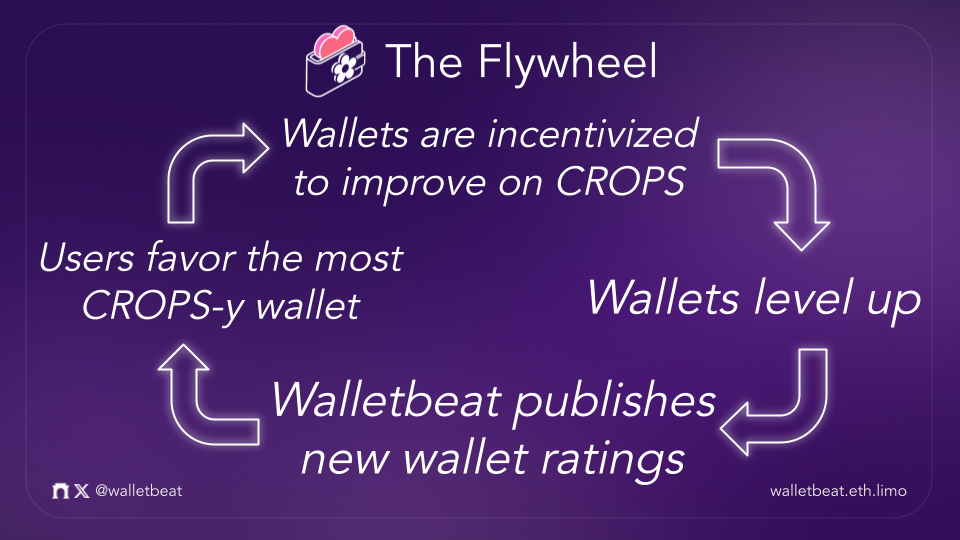 The Flywheel
Wallets are incentivized
to improve on CROPS
Users favor the most
CROPS-y wallet
Wallets level up
Walletbeat publishes
new wallet ratings
@walletbeat
walletbeat.eth.limo